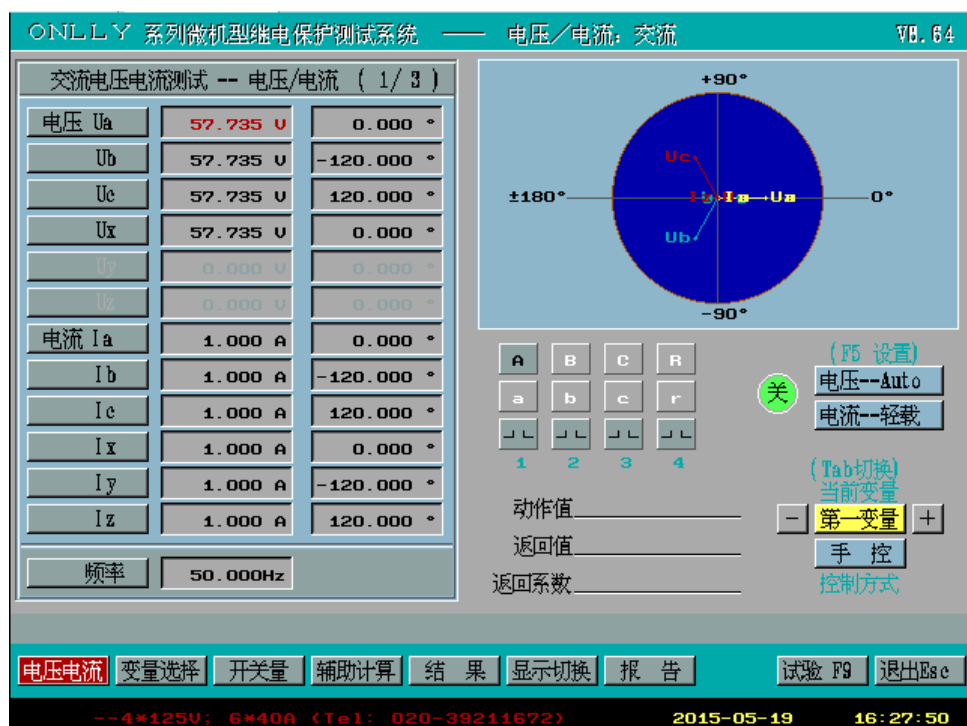 ONLLY 系列微机型继电保护测试系统 —— 电压/电流: 交流 V8.64
交流电压电流测试 -- 电压/电流 ( 1/ 3 )
电压 Ua 57.735 V 0.000 °
Ub 57.735 V -120.000 °
Uc 57.735 V 120.000 °
Ux 57.735 V 0.000 °
Uy 0.000 V 0.000 °
Uz 0.000 V 0.000 °
电流 Ia 1.000 A 0.000 °
Ib 1.000 A -120.000 °
Ic 1.000 A 120.000 °
Ix 1.000 A 0.000 °
Iy 1.000 A -120.000 °
Iz 1.000 A 120.000 °
频率 50.000Hz
+90°
Uc
±180° Ua 0°
Ub
-90°
A B C R
a b c r
1 2 3 4
关
(F5 设置)
电压--Auto
电流--轻载
(Tab切换)
当前变量
- 第一变量 +
手 控
控制方式
动作值
返回值
返回系数
电压电流 变量选择 开关量 辅助计算 结 果 显示切换 报 告 试验 F9 退出Esc
--4*125V; 6*40A (Tel: 020-39211672) 2015-05-19 16:27:50